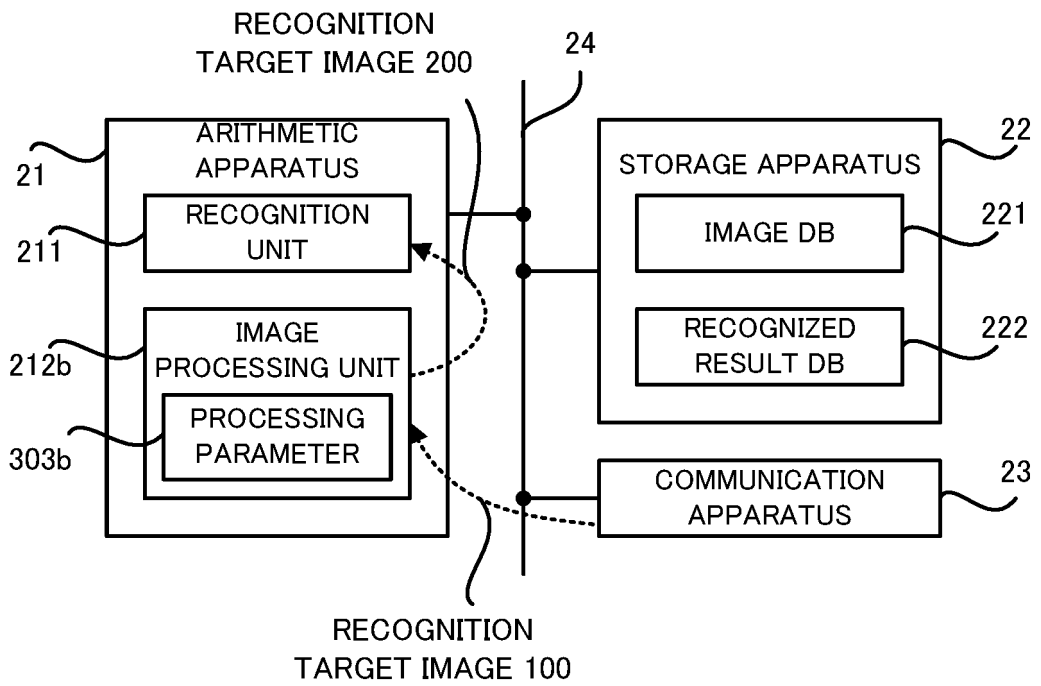 RECOGNITION
TARGET IMAGE 200
24
21
ARITHMETIC
APPARATUS
22
STORAGE APPARATUS
211
RECOGNITION
UNIT
IMAGE DB
221
212b
IMAGE
PROCESSING UNIT
RECOGNIZED
RESULT DB
222
303b
PROCESSING
PARAMETER
COMMUNICATION
APPARATUS
23
RECOGNITION
TARGET IMAGE 100